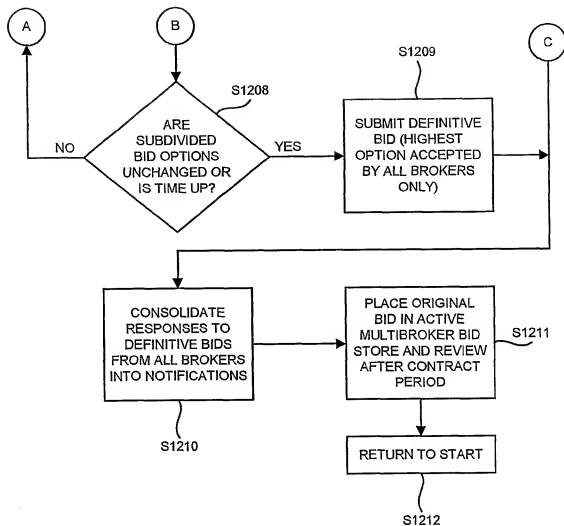 A
B
C
S1208
S1209
ARE
SUBDIVIDED
BID OPTIONS
UNCHANGED OR
IS TIME UP?
NO
YES
SUBMIT DEFINITIVE
BID (HIGHEST
OPTION ACCEPTED
BY ALL BROKERS
ONLY)
CONSOLIDATE
RESPONSES TO
DEFINITIVE BIDS
FROM ALL BROKERS
INTO NOTIFICATIONS
S1210
PLACE ORIGINAL
BID IN ACTIVE
MULTIBROKER BID
STORE AND REVIEW
AFTER CONTRACT
PERIOD
S1211
RETURN TO START
S1212